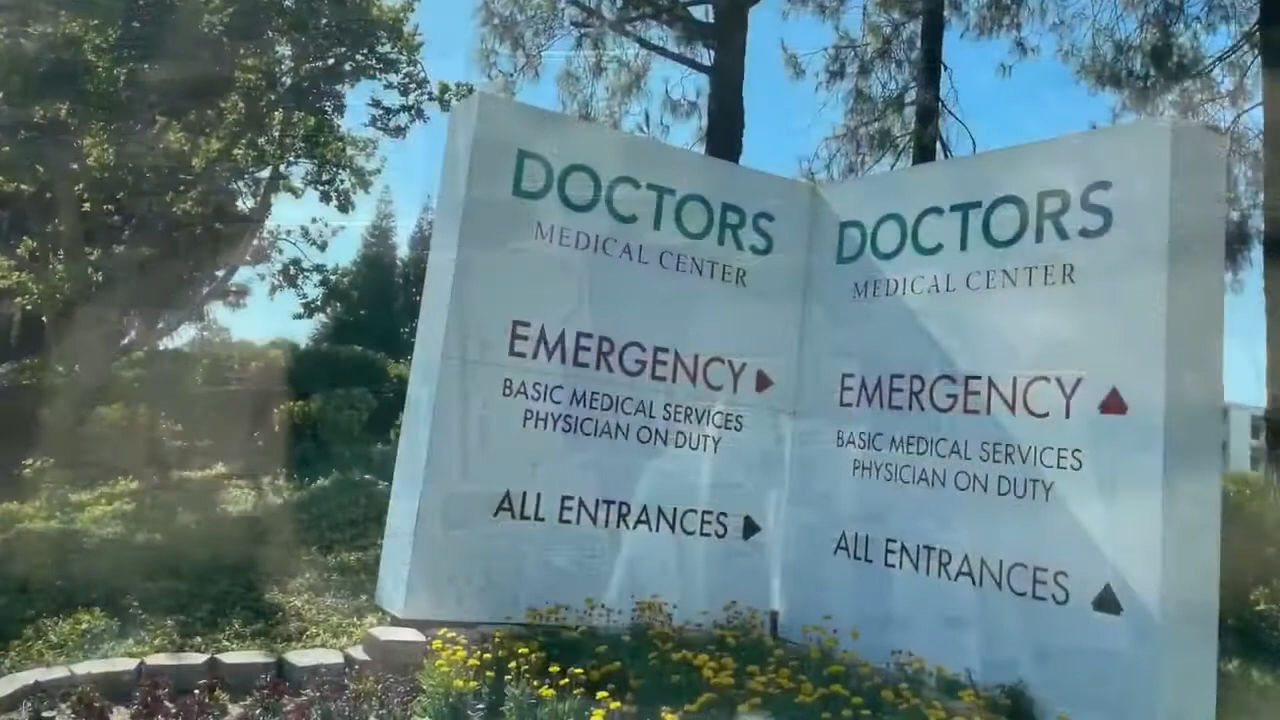 DOCTORS
MEDICAL CENTER
EMERGENCY
BASIC MEDICAL SERVICES
PHYSICIAN ON DUTY
ALL ENTRANCES
DOCTORS
MEDICAL CENTER
EMERGENCY
BASIC MEDICAL SERVICES
PHYSICIAN ON DUTY
ALL ENTRANCES